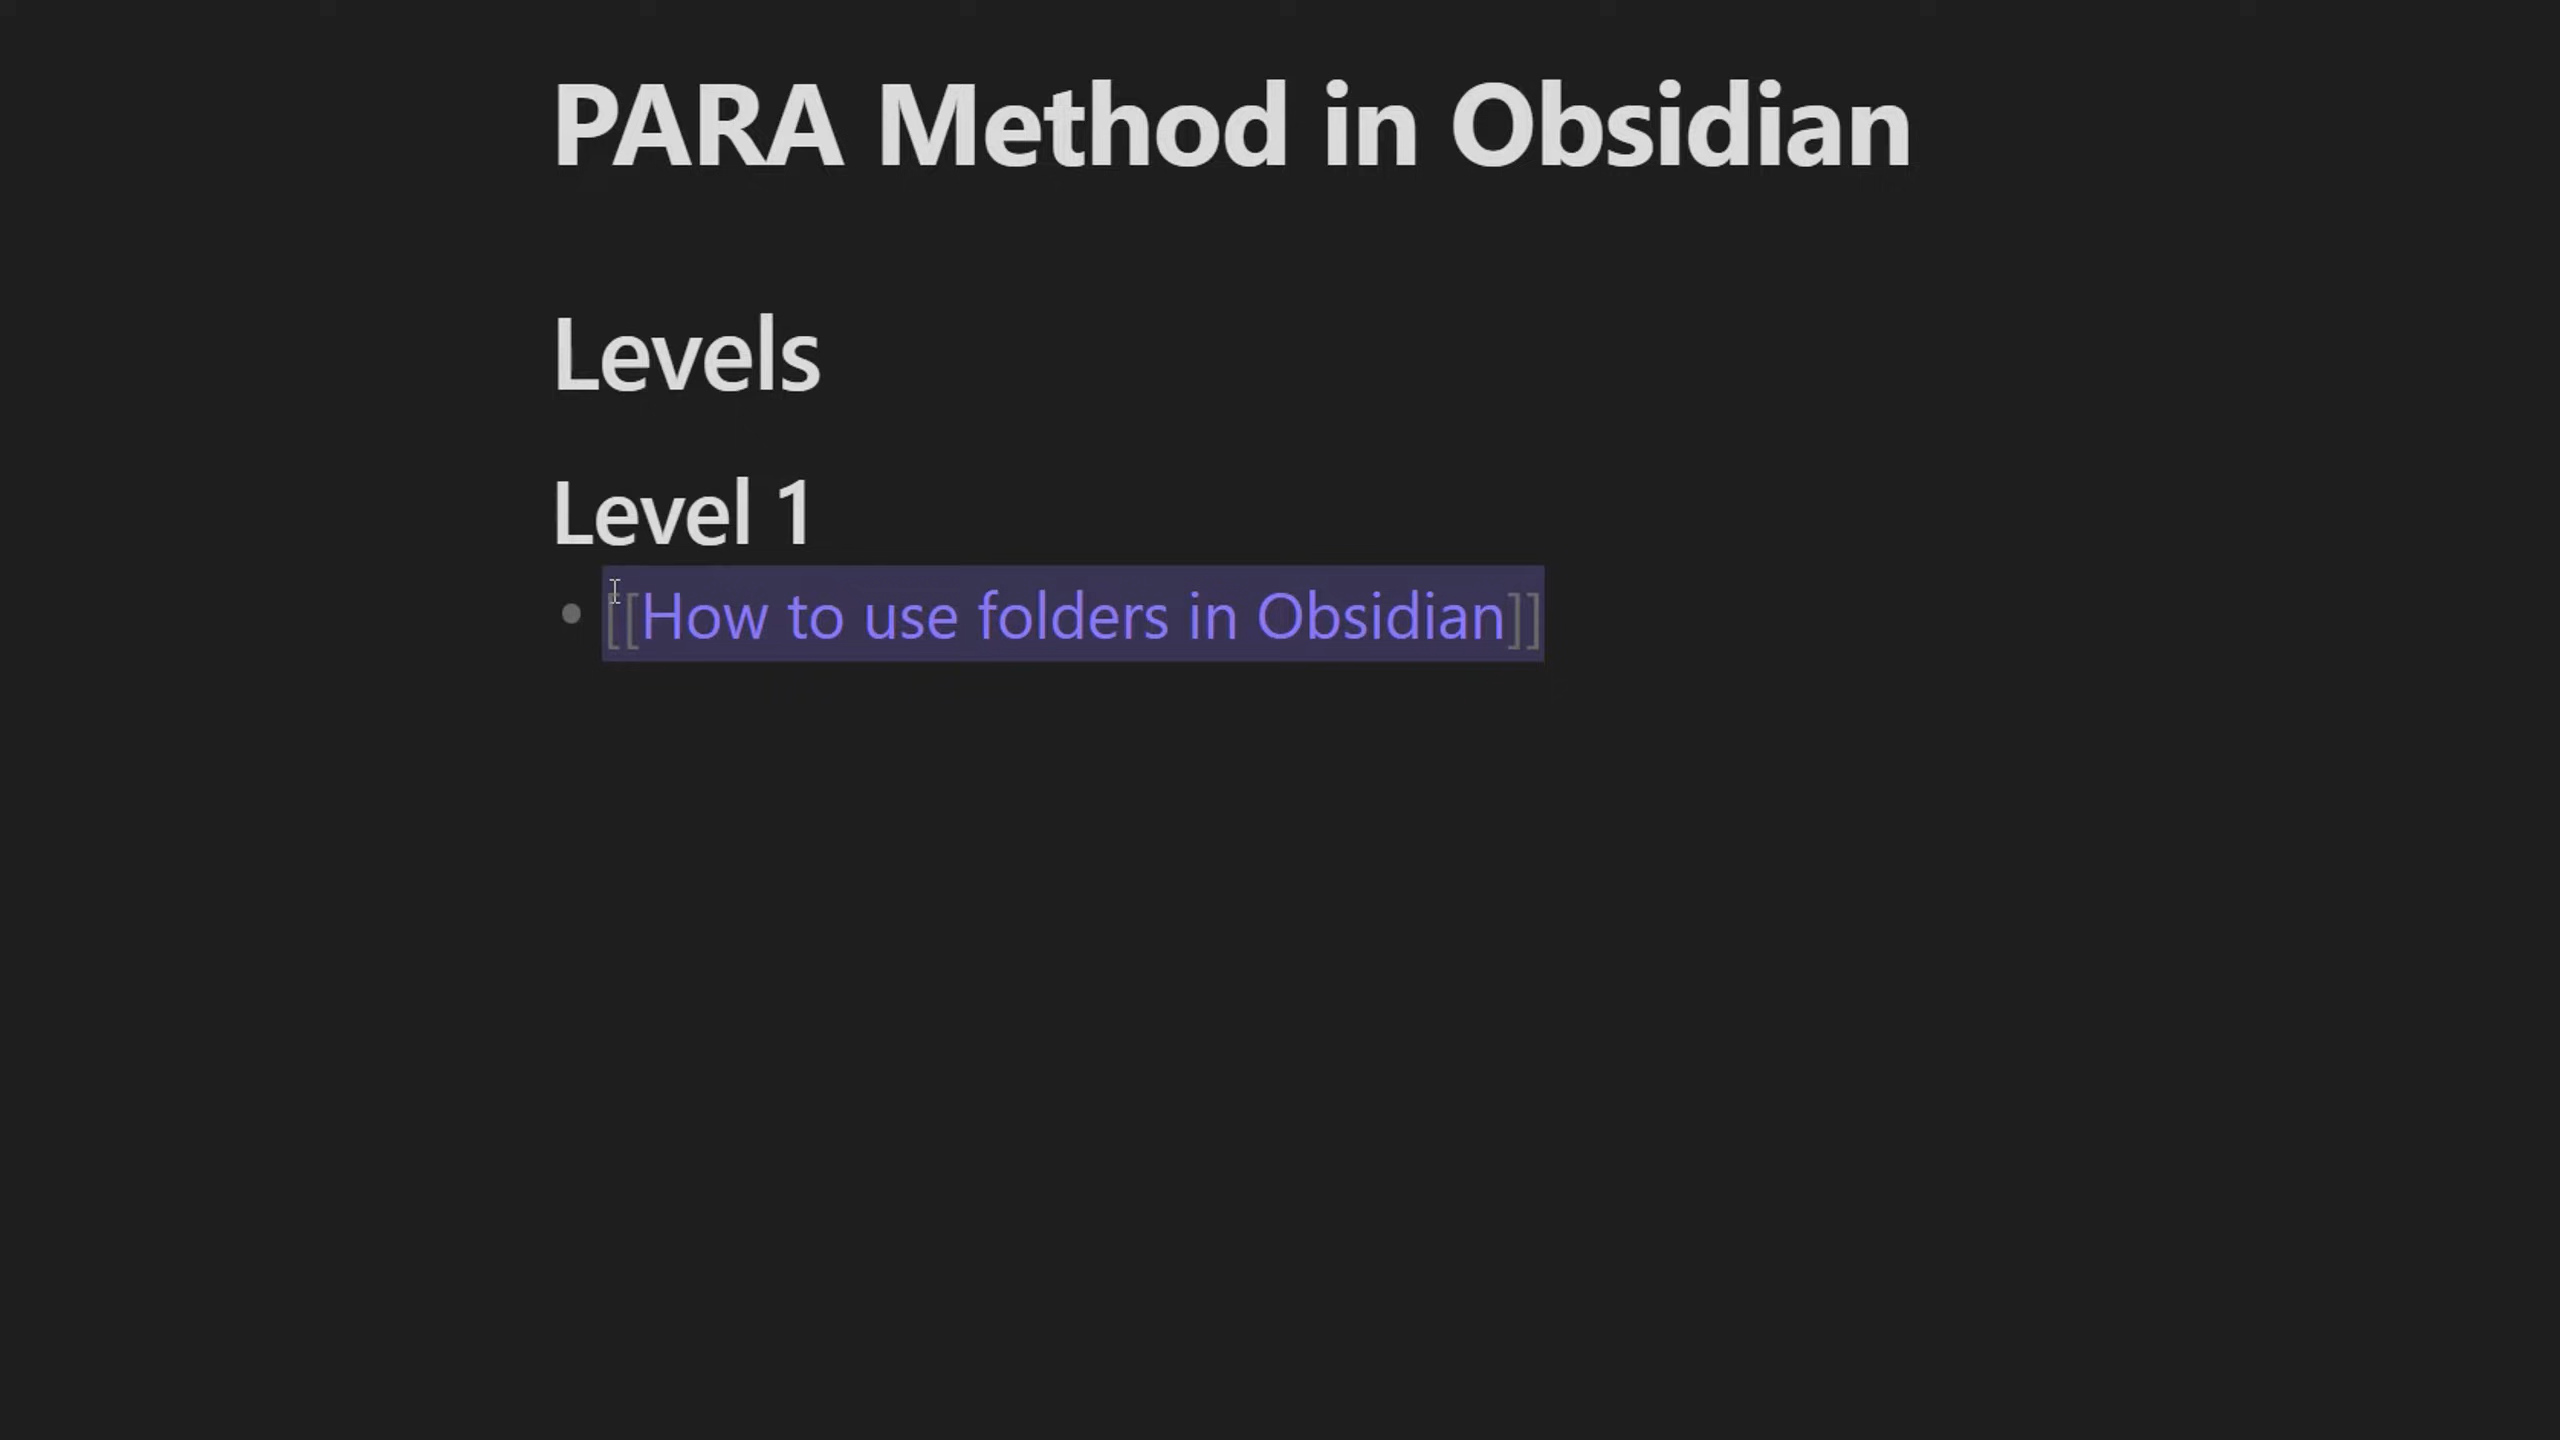 PARA Method in Obsidian
Levels
Level 1
[[How to use folders in Obsidian]]